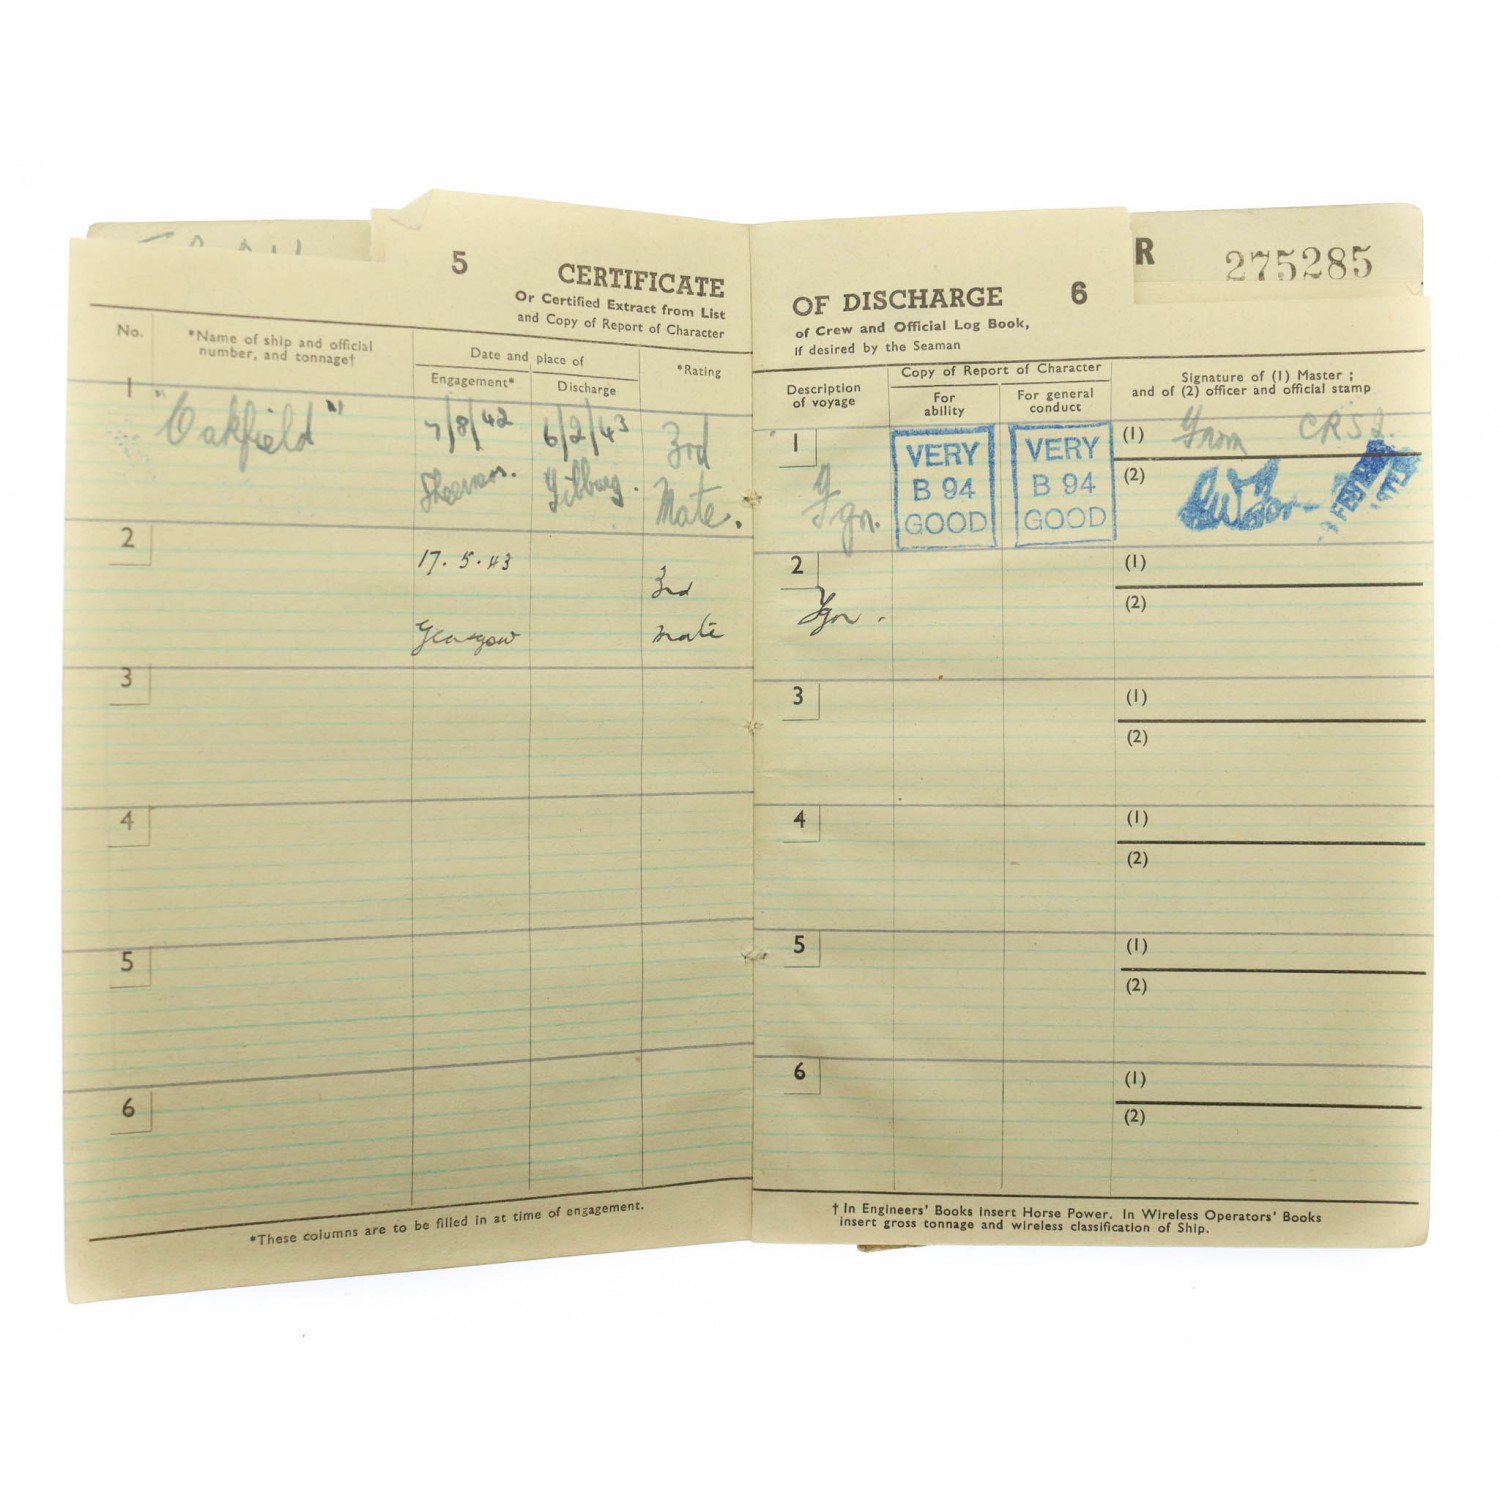 R 275285
5
CERTIFICATE
Or Certified Extract from List
and Copy of Report of Character
No.
*Name of ship and official
number, and tonnage†
Date and place of
Engagement*
Discharge
*Rating
1
"Oakfield"
7/8/42
6/2/43
3rd
Tilburg.
Mate.
2
17.5.43
3rd
Glasgow
mate
3
4
5
6
*These columns are to be filled in at time of engagement.
OF DISCHARGE 6
of Crew and Official Log Book,
if desired by the Seaman
Description
of voyage
Copy of Report of Character
For
ability
For general
conduct
Signature of (1) Master ;
and of (2) officer and official stamp
1
Fgn.
VERY
B 94
GOOD
VERY
B 94
GOOD
(1) From CRS2.
(2)
2
Fgn.
(1)
(2)
3
(1)
(2)
4
(1)
(2)
5
(1)
(2)
6
(1)
(2)
† In Engineers' Books Insert Horse Power. In Wireless Operators' Books
insert gross tonnage and wireless classification of Ship.